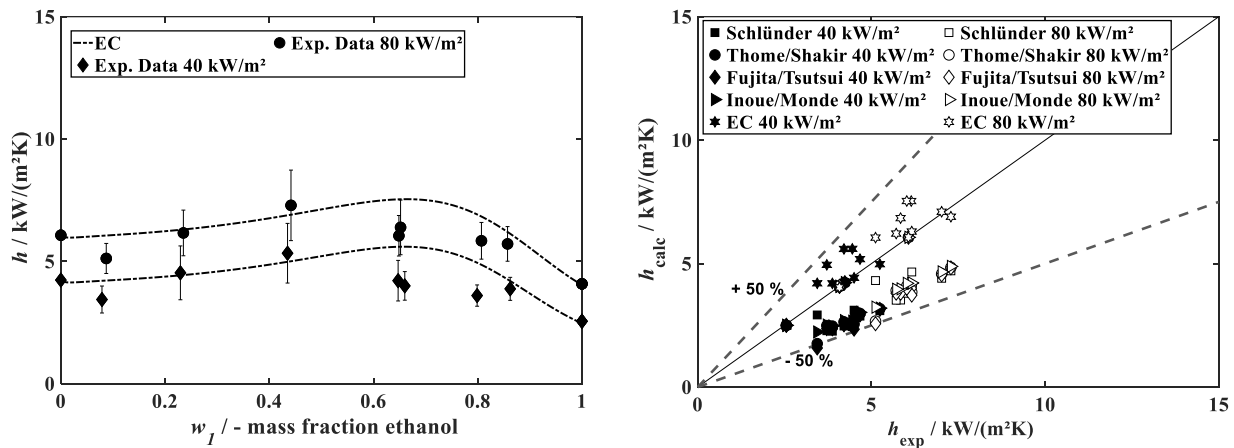 15
10
5
0
h / kW/(m²K)
EC
Exp. Data 80 kW/m²
Exp. Data 40 kW/m²
0 0.2 0.4 0.6 0.8 1
w1 / - mass fraction ethanol
15
10
5
0
hcalc / kW/(m²K)
Schlünder 40 kW/m² Schlünder 80 kW/m²
Thome/Shakir 40 kW/m² Thome/Shakir 80 kW/m²
Fujita/Tsutsui 40 kW/m² Fujita/Tsutsui 80 kW/m²
Inoue/Monde 40 kW/m² Inoue/Monde 80 kW/m²
EC 40 kW/m² EC 80 kW/m²
+ 50 %
- 50 %
0 5 10 15
hexp / kW/(m²K)